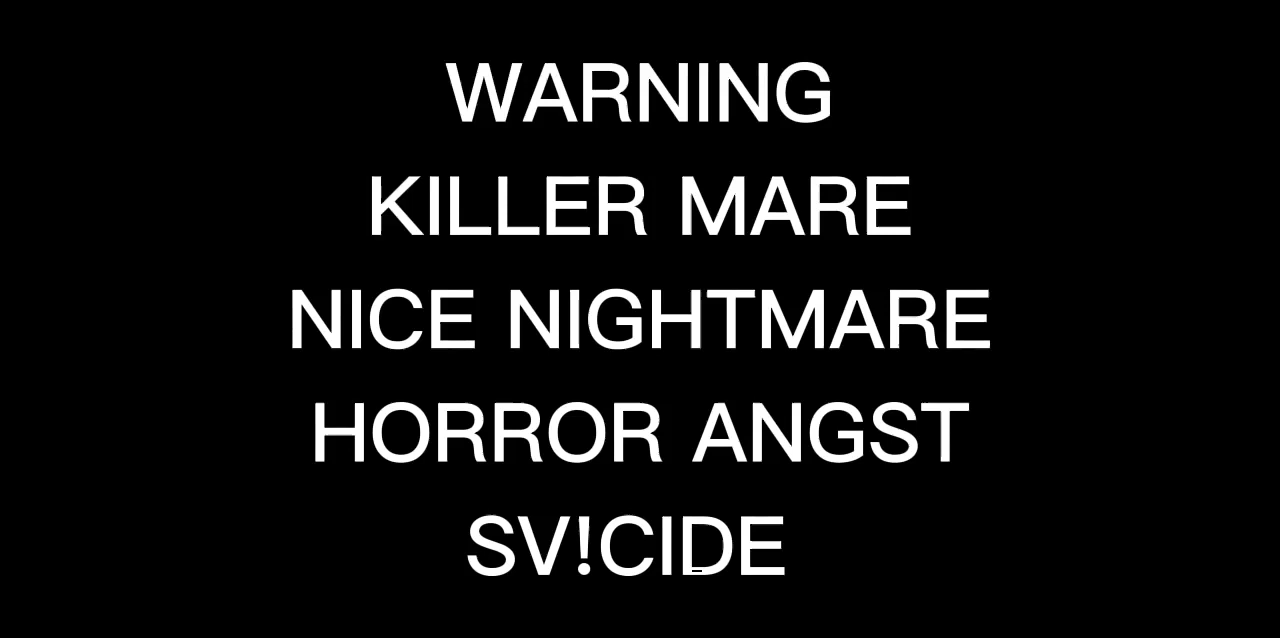 WARNING
KILLER MARE
NICE NIGHTMARE
HORROR ANGST
SV!CIDE